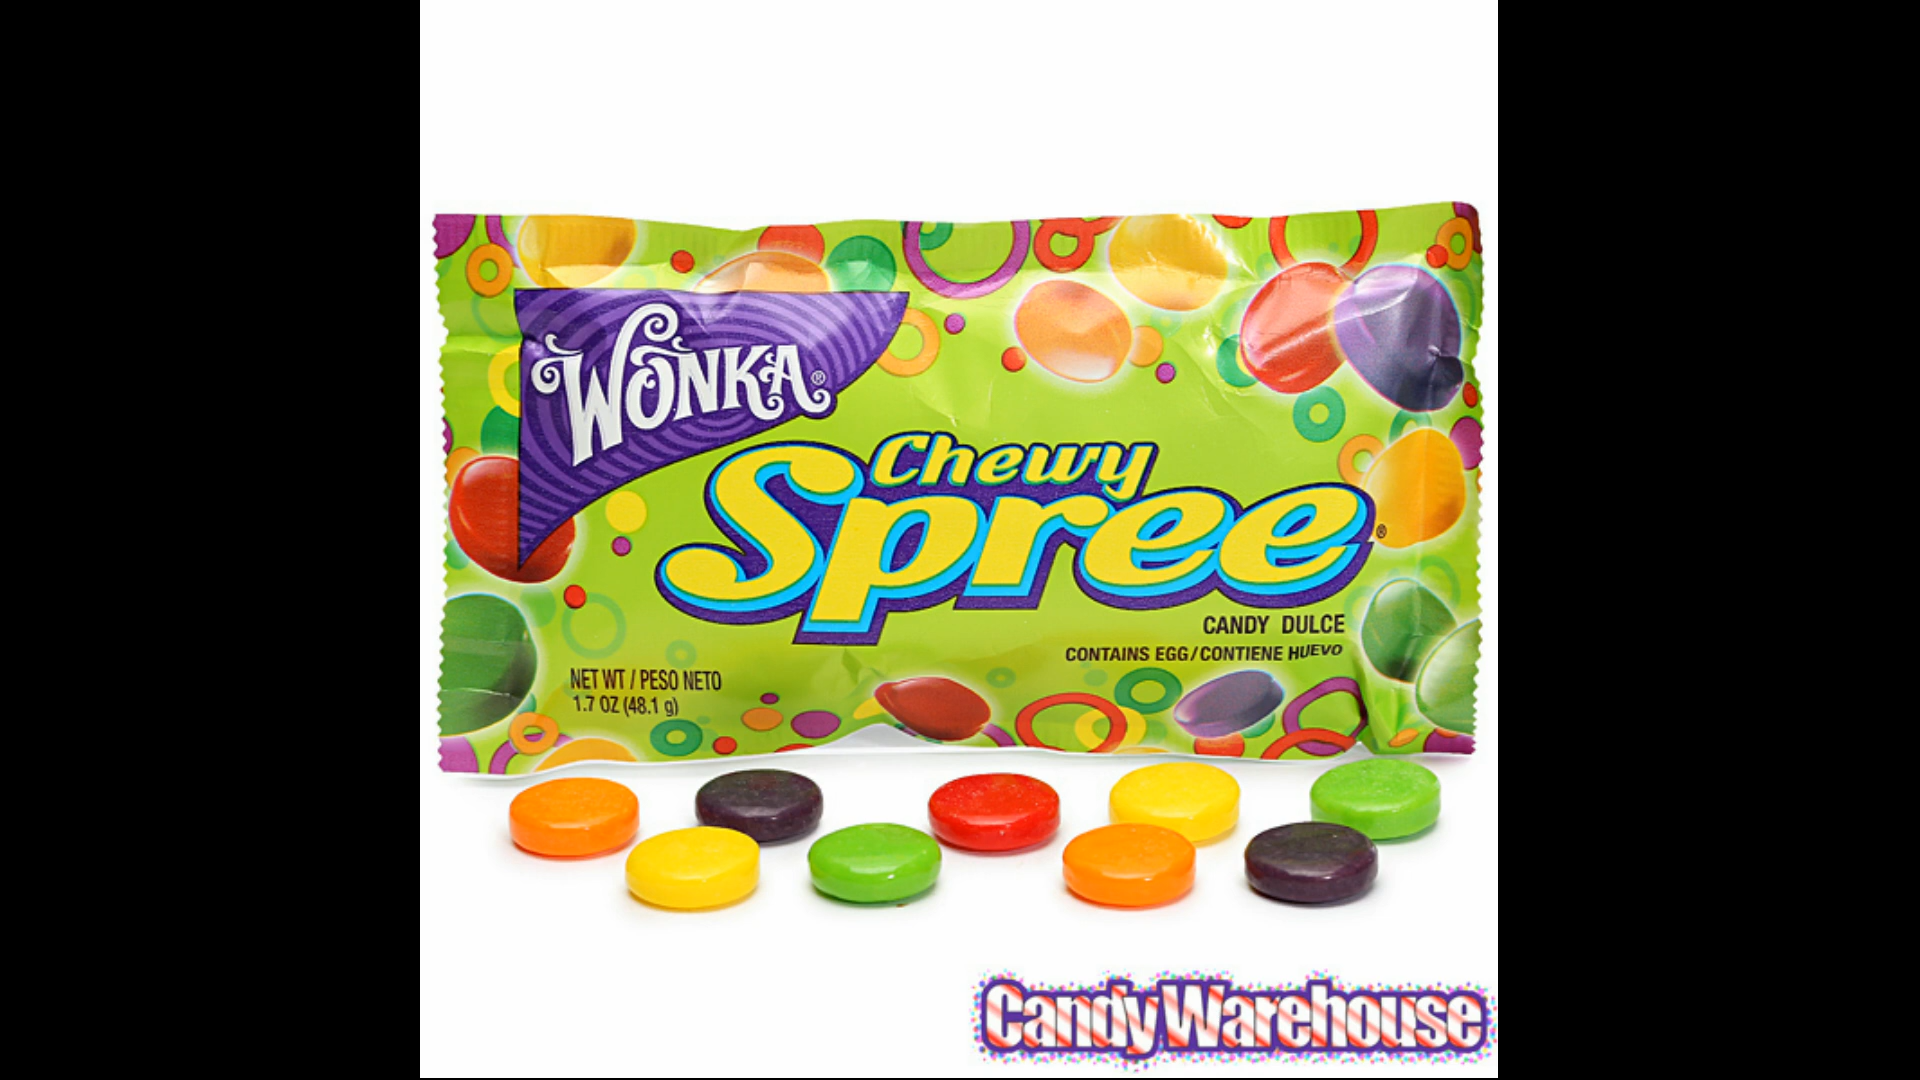 WONKA®
Chewy
Spree®
CANDY DULCE
CONTAINS EGG/CONTIENE HUEVO
NET WT / PESO NETO
1.7 OZ (48.1 g)
CandyWarehouse